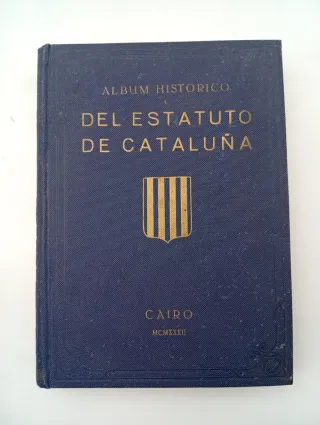 ALBUM HISTORICO
DEL ESTATUTO
DE CATALUÑA
CAIRO
MCMXXXII